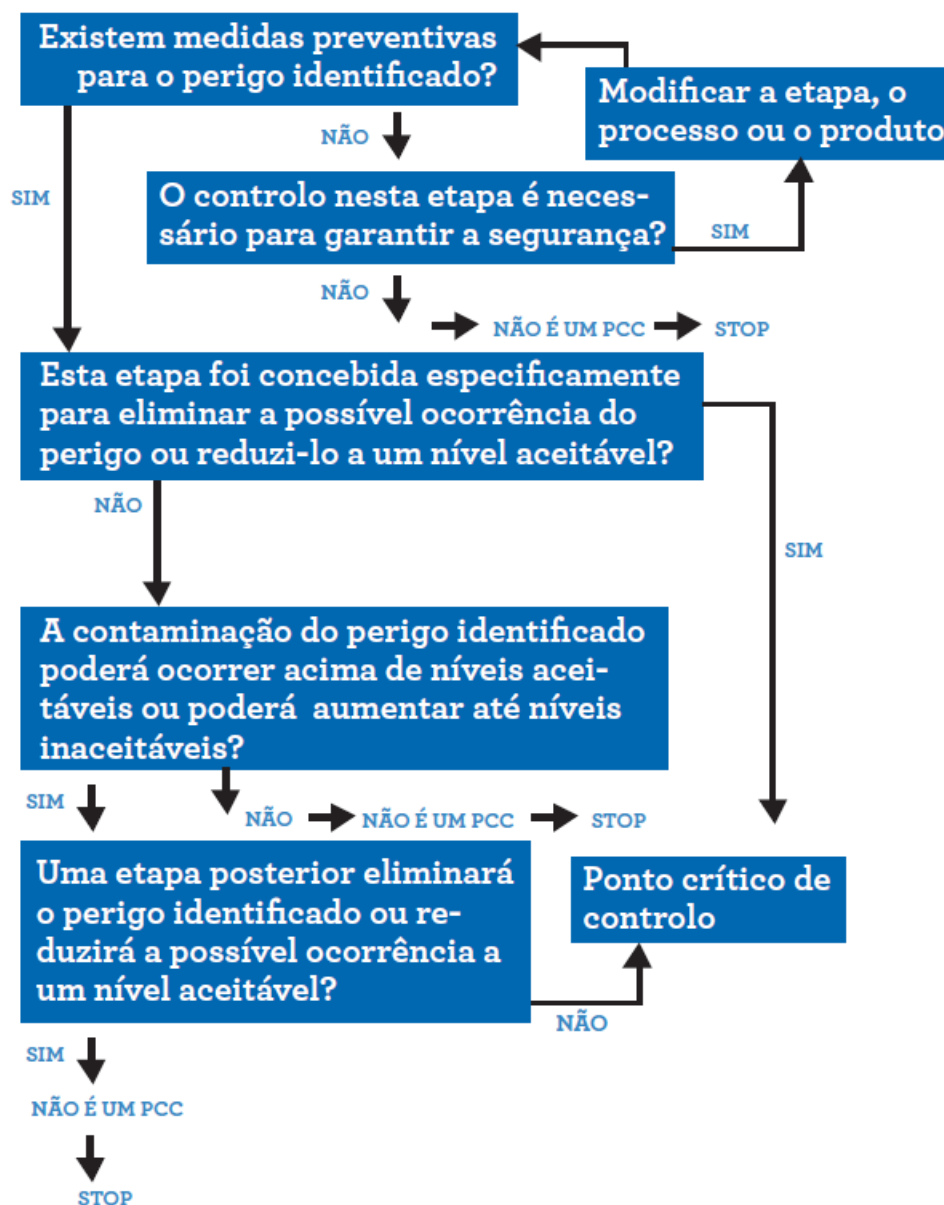 Existem medidas preventivas
para o perigo identificado?
Modificar a etapa, o
processo ou o produto
NÃO
SIM
O controlo nesta etapa é neces-
sário para garantir a segurança?
SIM
NÃO
NÃO É UM PCC
STOP
Esta etapa foi concebida especificamente
para eliminar a possível ocorrência do
perigo ou reduzi-lo a um nível aceitável?
NÃO
SIM
A contaminação do perigo identificado
poderá ocorrer acima de níveis acei-
táveis ou poderá aumentar até níveis
inaceitáveis?
SIM
NÃO
NÃO É UM PCC
STOP
Uma etapa posterior eliminará
o perigo identificado ou re-
duzirá a possível ocorrência a
um nível aceitável?
Ponto crítico de
controlo
NÃO
SIM
NÃO É UM PCC
STOP